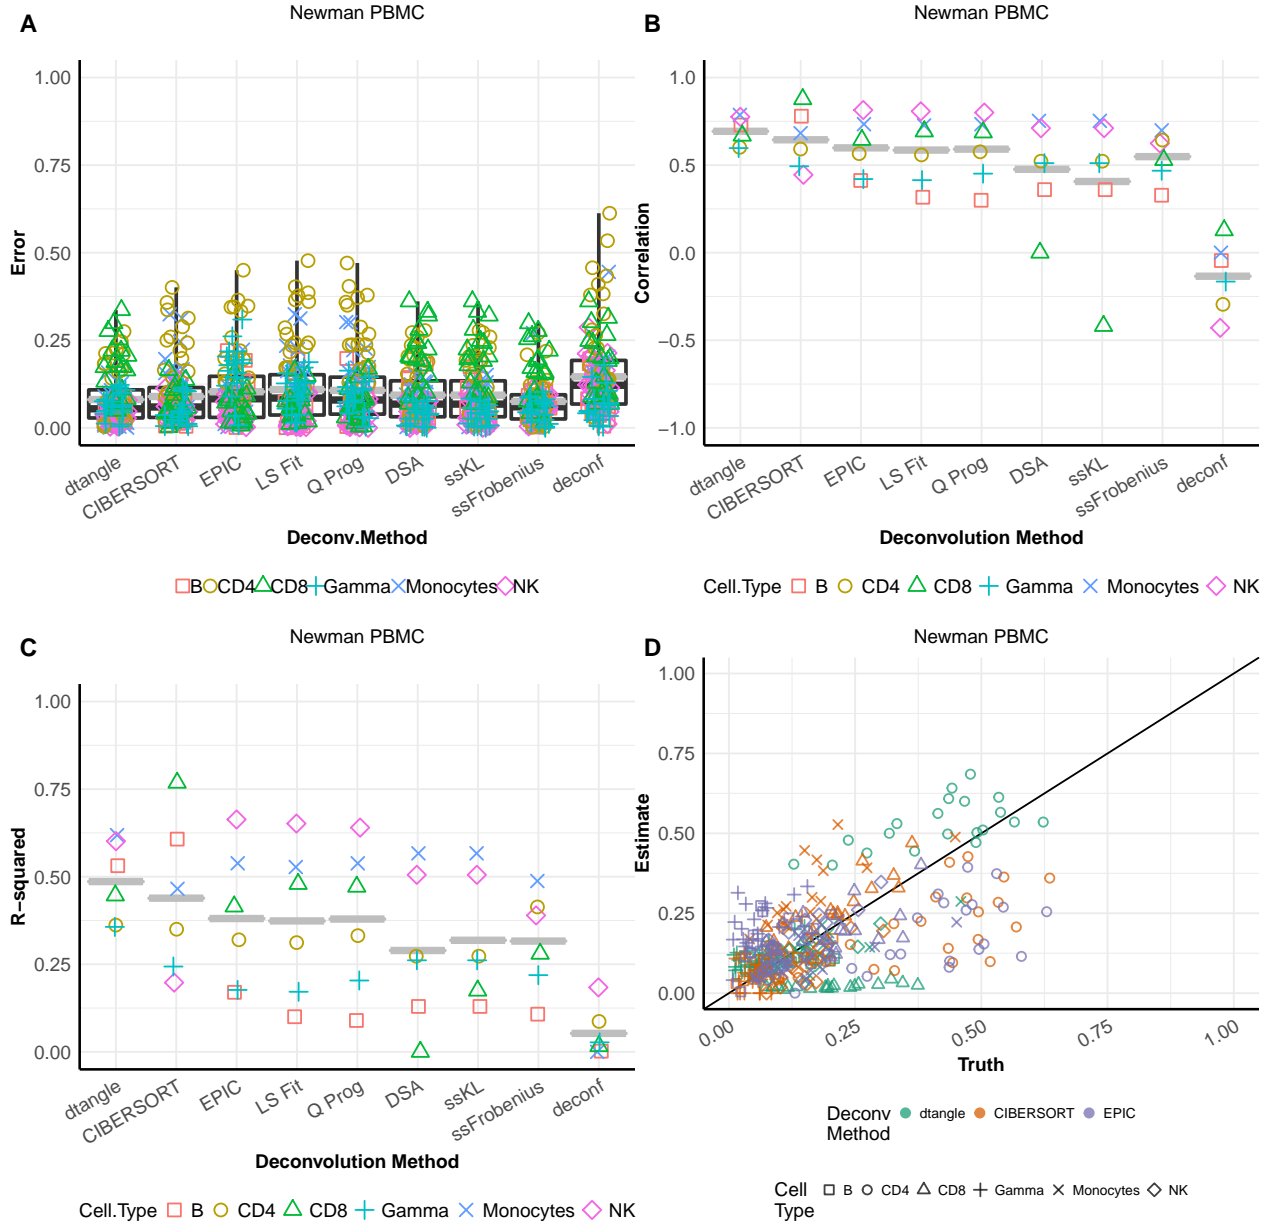 A
Newman PBMC
1.00
0.75
0.50
0.25
0.00
Error
dtangle
CIBERSORT
EPIC
LS Fit
Q Prog
DSA
ssKL
ssFrobenius
deconf
Deconv.Method
B CD4 CD8 Gamma Monocytes NK
B
Newman PBMC
1.0
0.5
0.0
−0.5
−1.0
Correlation
dtangle
CIBERSORT
EPIC
LS Fit
Q Prog
DSA
ssKL
ssFrobenius
deconf
Deconvolution Method
Cell.Type B CD4 CD8 Gamma Monocytes NK
C
Newman PBMC
1.00
0.75
0.50
0.25
0.00
R−squared
dtangle
CIBERSORT
EPIC
LS Fit
Q Prog
DSA
ssKL
ssFrobenius
deconf
Deconvolution Method
Cell.Type B CD4 CD8 Gamma Monocytes NK
D
Newman PBMC
1.00
0.75
0.50
0.25
0.00
Estimate
0.00
0.25
0.50
0.75
1.00
Truth
Deconv
Method
dtangle CIBERSORT EPIC
Cell
Type
B CD4 CD8 Gamma Monocytes NK